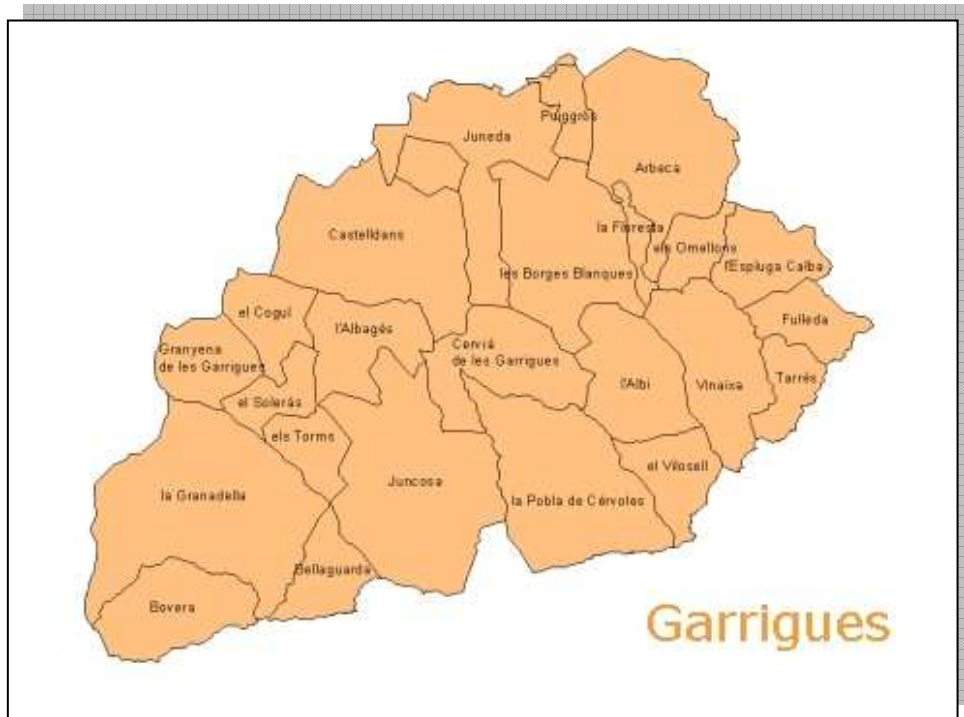 Puiggròs
Juneda
Arbeca
la Floresta
Castelldans
els Omellons
l'Espluga Calba
les Borges Blanques
el Cogul
l'Albagés
Fulleda
Cervià
de les Garrigues
Granyena
de les Garrigues
l'Albi
Vinaixa
Tarrés
el Soleràs
els Torms
el Vilosell
Juncosa
la Granadella
la Pobla de Cérvoles
Bellaguarda
Bovera
Garrigues